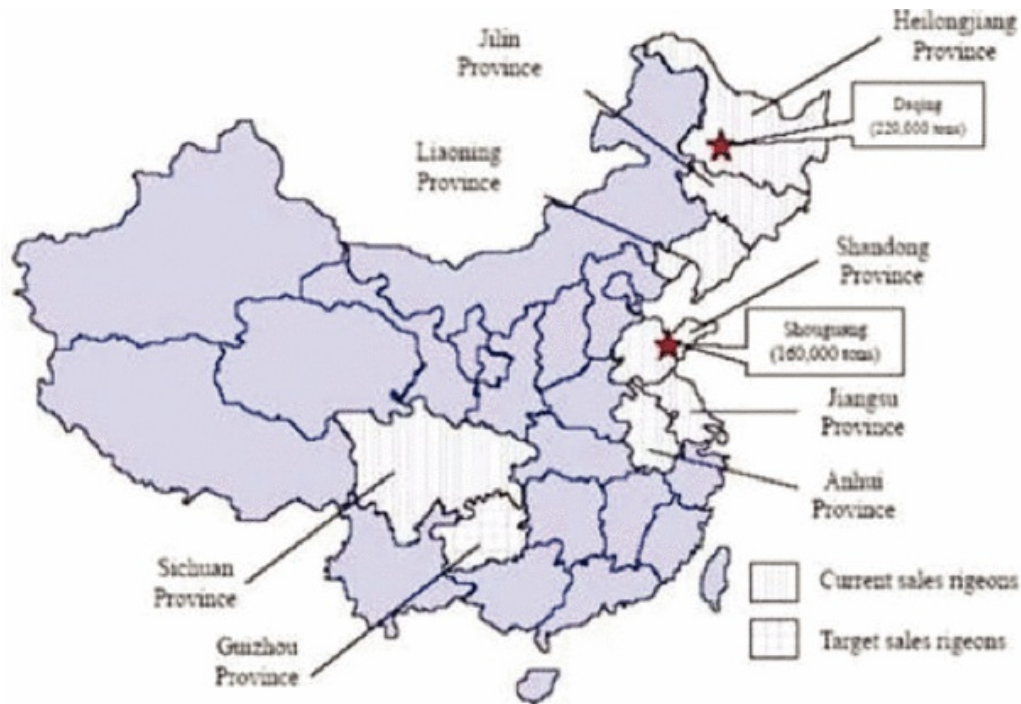 Heilongjiang
Province
Jilin
Province
Daqing
(220,000 tons)
Liaoning
Province
Shandong
Province
Shouguang
(160,000 tons)
Jiangsu
Province
Anhui
Province
Sichuan
Province
Guizhou
Province
Current sales rigeons
Target sales rigeons